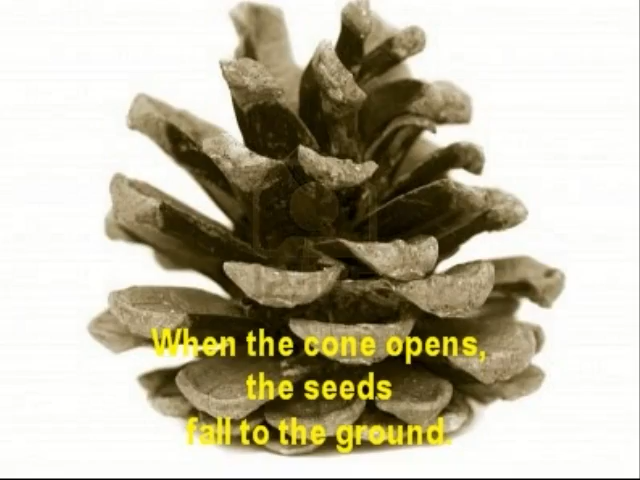 When the cone opens,
the seeds
fall to the ground.